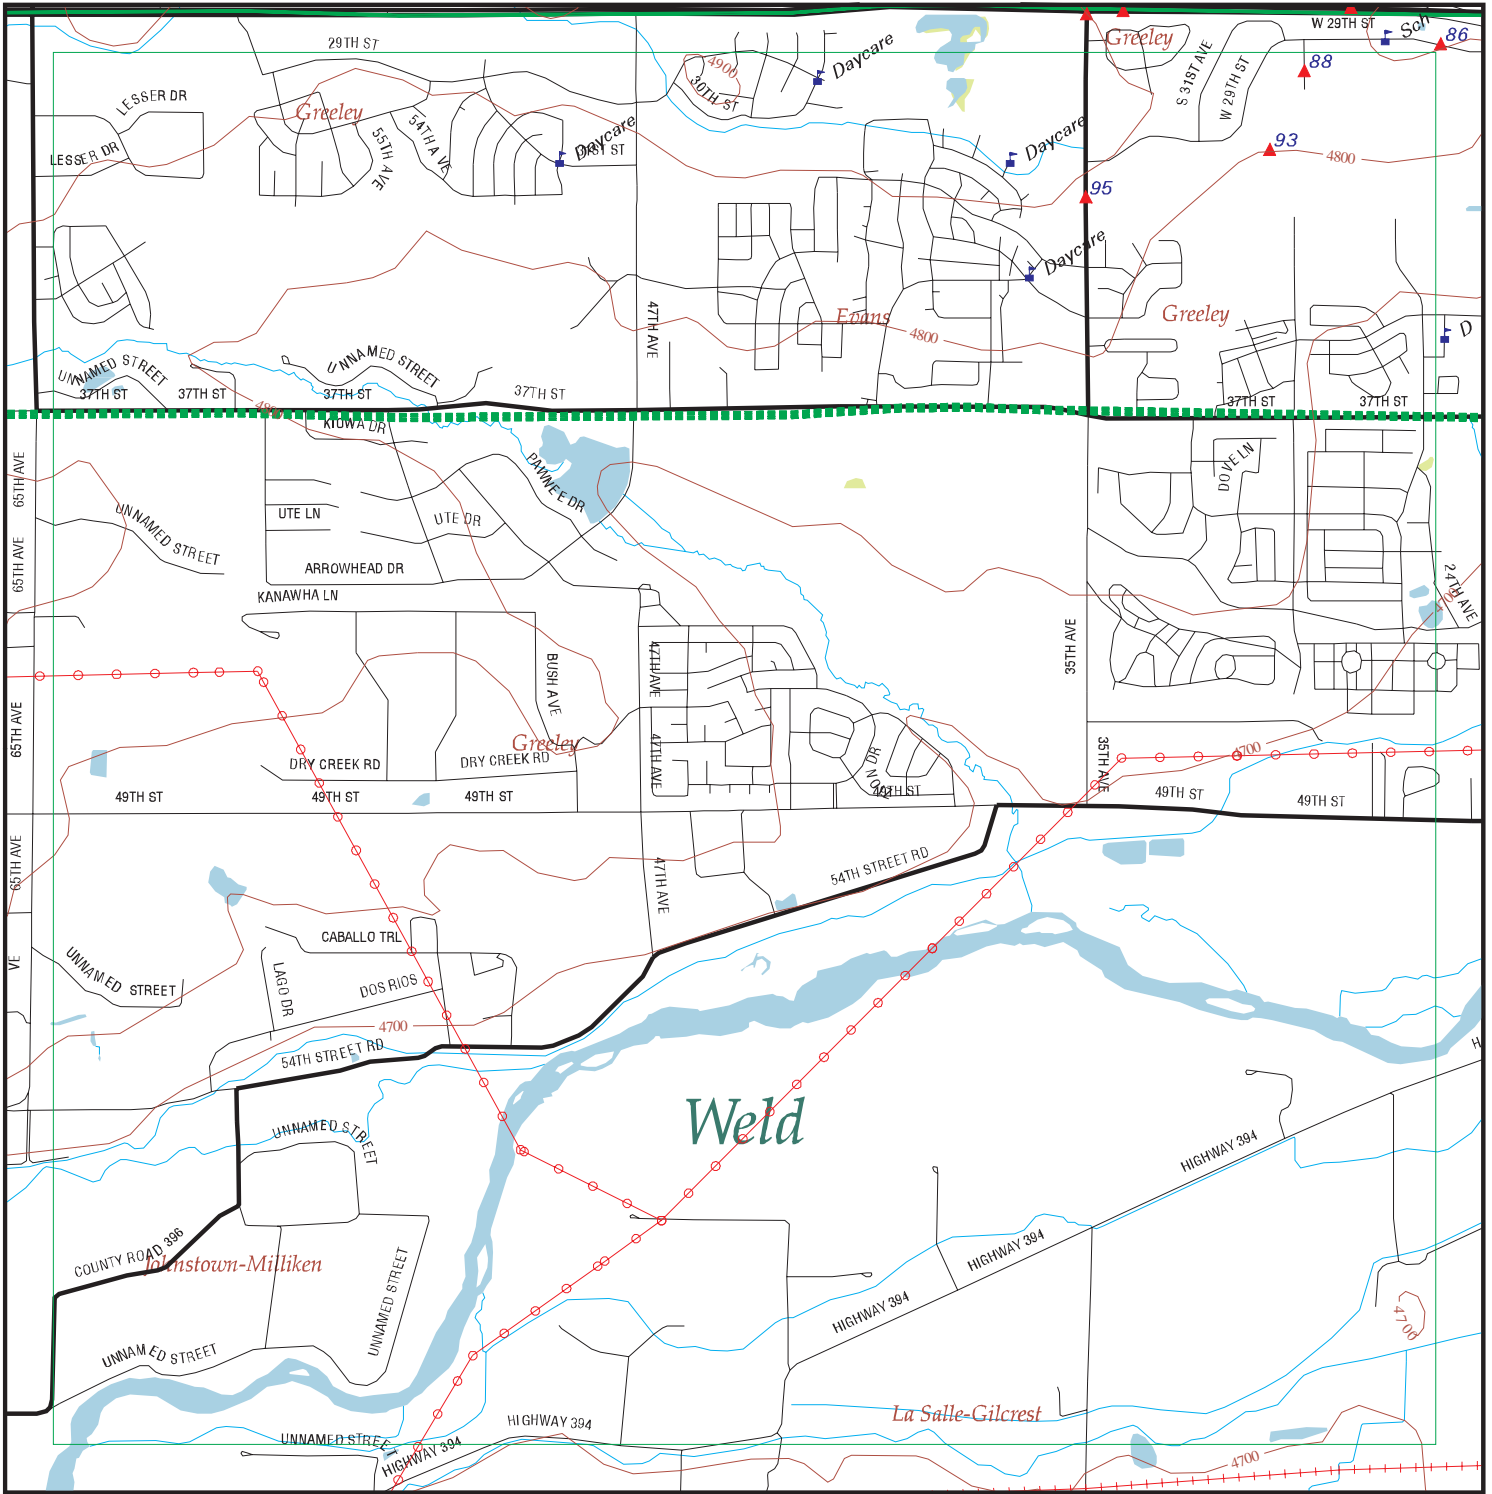 W 29TH ST
Sch
86
Greeley
29TH ST
Daycare
88
4900
30TH ST
S 31ST AVE
W 29TH ST
LESSER DR
Greeley
55TH AVE
54TH AVE
Daycare
31ST ST
Daycare
93
4800
LESSER DR
95
Daycare
47TH AVE
Evans
4800
Greeley
D
UNNAMED STREET
UNNAMED STREET
37TH ST
37TH ST
37TH ST
37TH ST
37TH ST
37TH ST
4800
KIOWA DR
65TH AVE
PAWNEE DR
DOVE LN
UNNAMED STREET
UTE LN
UTE DR
65TH AVE
ARROWHEAD DR
KANAWHA LN
24TH AVE
4700
35TH AVE
47TH AVE
BUSH AVE
65TH AVE
Greeley
47TH AVE
35TH AVE
4700
DRY CREEK RD
DRY CREEK RD
49TH ST
49TH ST
49TH ST
49TH ST
49TH ST
49TH ST
65TH AVE
54TH STREET RD
47TH AVE
CABALLO TRL
VE
UNNAMED STREET
LAGO DR
DOS RIOS
4700
54TH STREET RD
Weld
UNNAMED STREET
HIGHWAY 394
COUNTY ROAD 396
Johnstown-Milliken
HIGHWAY 394
UNNAMED STREET
HIGHWAY 394
4700
UNNAMED STREET
La Salle-Gilcrest
HIGHWAY 394
UNNAMED STREET
HIGHWAY 394
4700